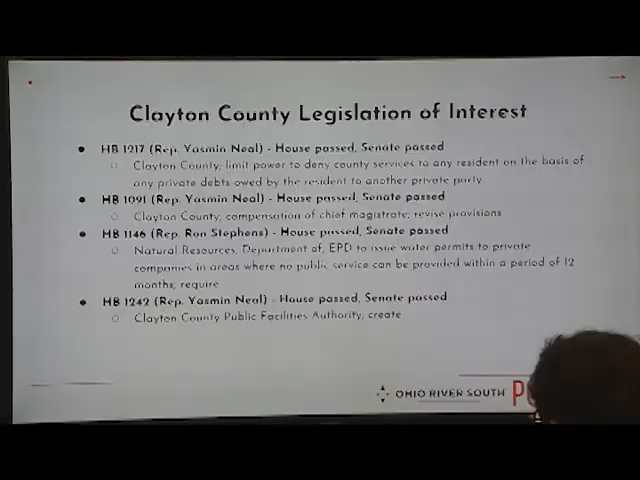 Clayton County Legislation of Interest
● HB 1217 (Rep. Yasmin Neal) - House passed, Senate passed
○ Clayton County; limit power to deny county services to any resident on the basis of
any private debts owed by the resident to another private party
● HB 1091 (Rep. Yasmin Neal) - House passed, Senate passed
○ Clayton County; compensation of chief magistrate; revise provisions
● HB 1146 (Rep. Ron Stephens) - House passed, Senate passed
○ Natural Resources, Department of; EPD to issue water permits to private
companies in areas where no public service can be provided within a period of 12
months; require
● HB 1242 (Rep. Yasmin Neal) - House passed, Senate passed
○ Clayton County Public Facilities Authority; create
OHIO RIVER SOUTH